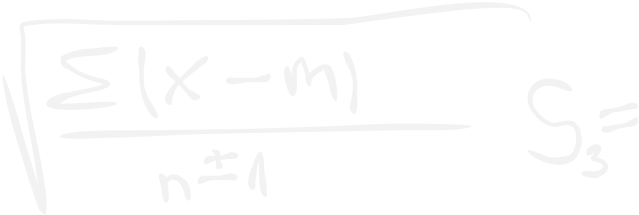 √(Σ(x-m) / (n±1)) S₃=